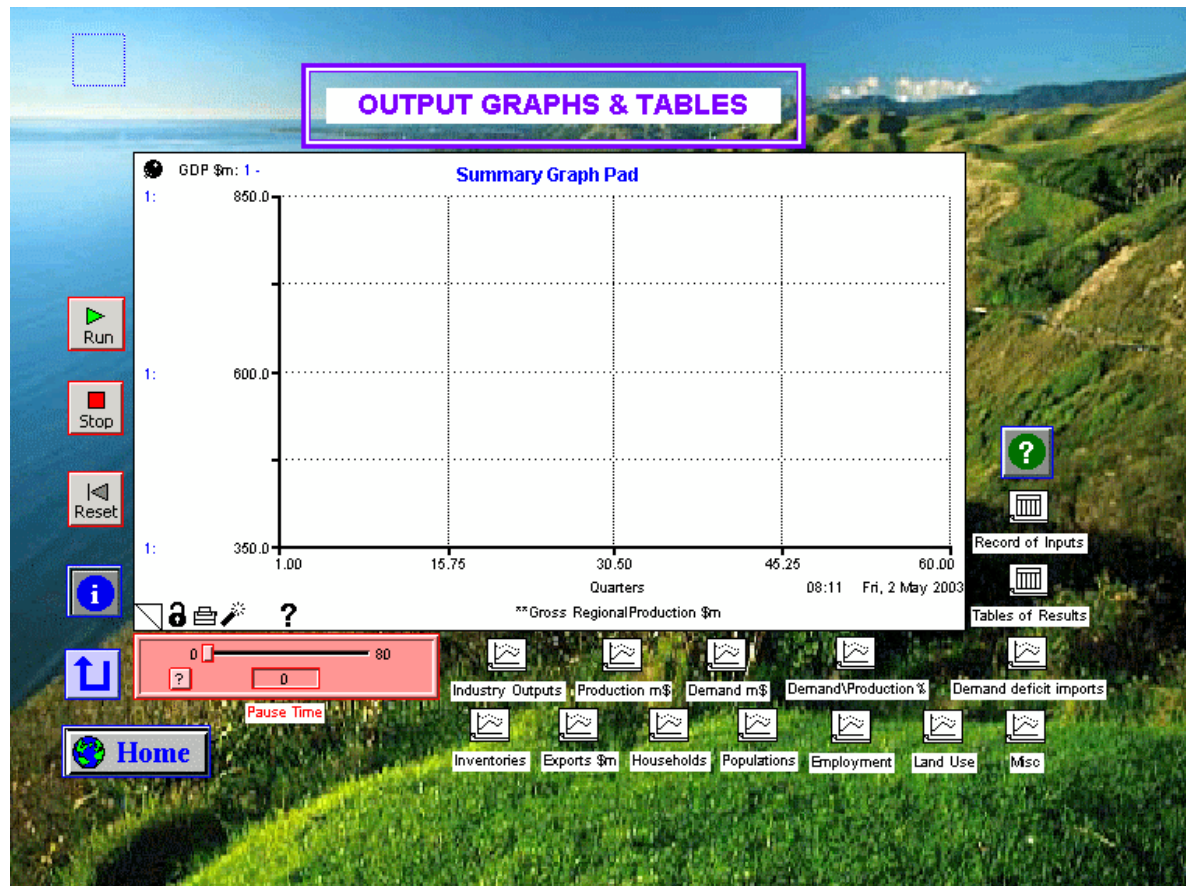 OUTPUT GRAPHS & TABLES
GDP $m: 1 -
Summary Graph Pad
1:
850.0
1:
600.0
1:
350.0
1.00
15.75
30.50
45.25
60.00
Quarters
08:11 Fri, 2 May 2003
**Gross RegionalProduction $m
?
Run
Stop
Reset
i
?
Record of Inputs
Tables of Results
0
80
?
0
Pause Time
Industry Outputs
Production m$
Demand m$
Demand\Production %
Demand deficit imports
Home
Inventories
Exports $m
Households
Populations
Employment
Land Use
Misc